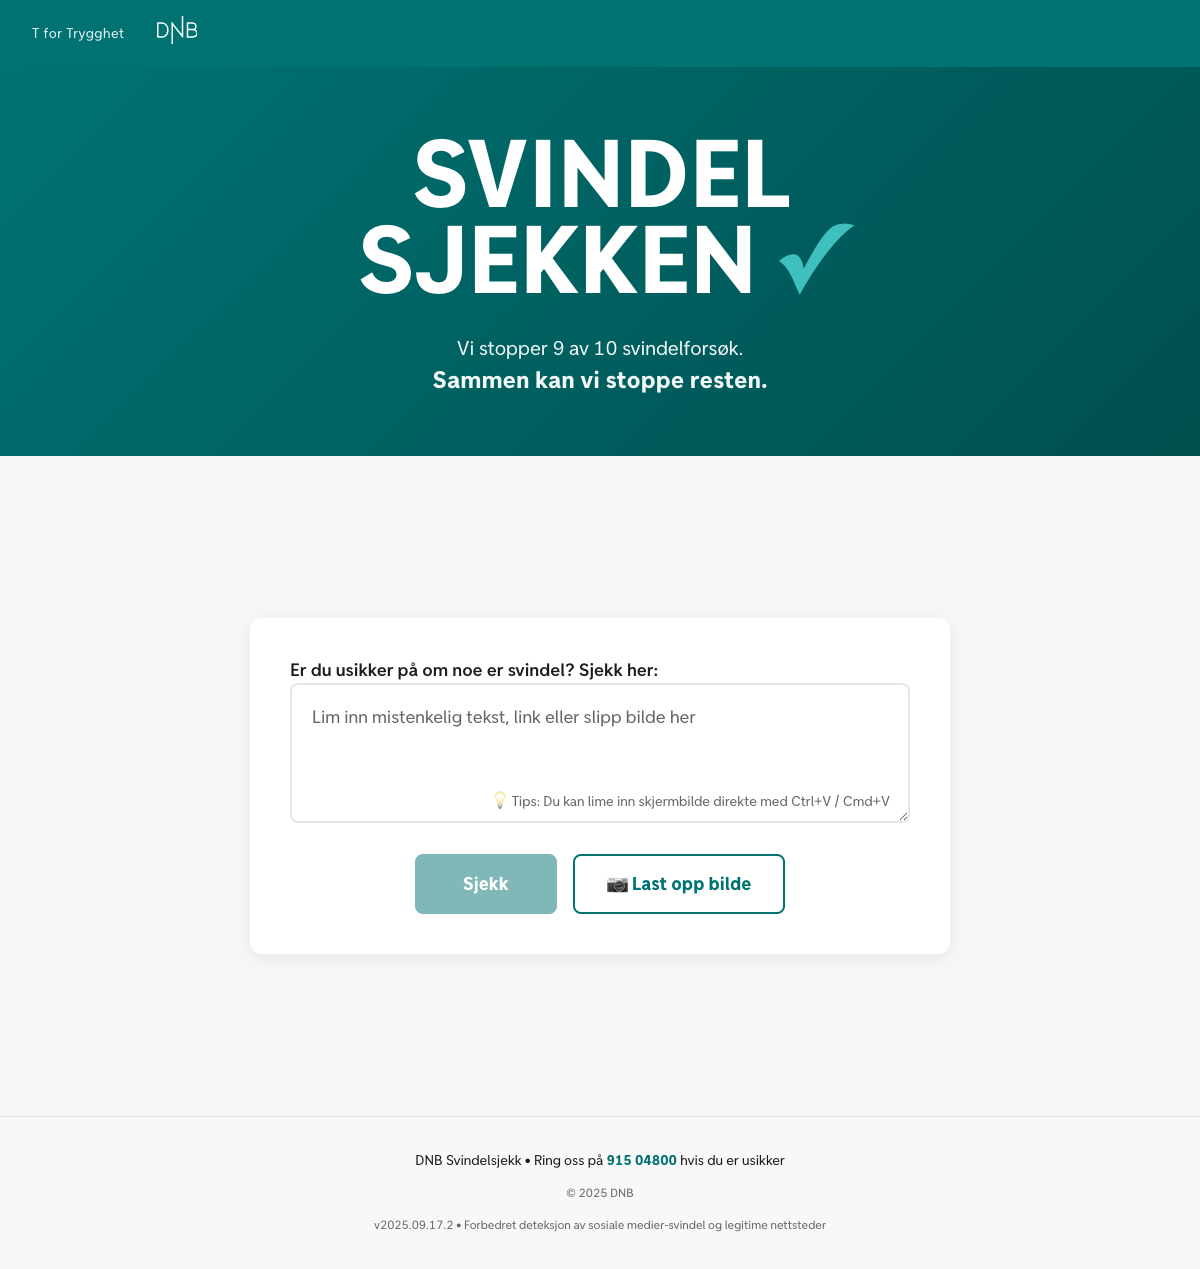 T for Trygghet
DNB
SVINDEL
SJEKKEN
Vi stopper 9 av 10 svindelforsøk.
Sammen kan vi stoppe resten.
Er du usikker på om noe er svindel? Sjekk her:
Lim inn mistenkelig tekst, link eller slipp bilde her
💡 Tips: Du kan lime inn skjermbilde direkte med Ctrl+V / Cmd+V
Sjekk
📷 Last opp bilde
DNB Svindelsjekk • Ring oss på 915 04800 hvis du er usikker
© 2025 DNB
v2025.09.17.2 • Forbedret deteksjon av sosiale medier-svindel og legitime nettsteder